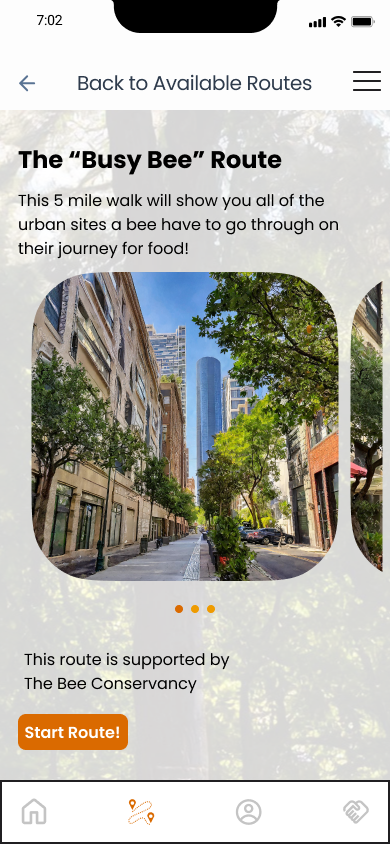 7:02
Back to Available Routes
The “Busy Bee” Route
This 5 mile walk will show you all of the
urban sites a bee have to go through on
their journey for food!
This route is supported by
The Bee Conservancy
Start Route!